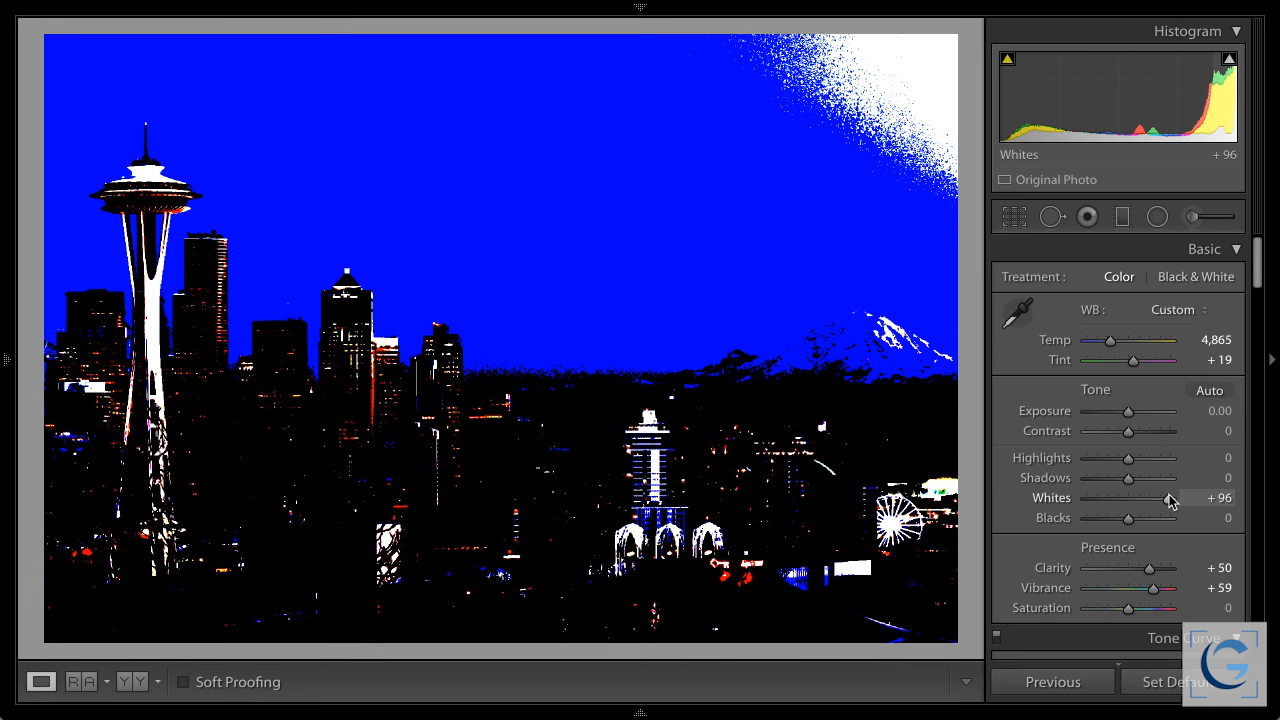 Histogram
Whites + 96
Original Photo
Basic
Treatment : Color Black & White
WB : Custom
Temp 4,865
Tint + 19
Tone Auto
Exposure 0.00
Contrast 0
Highlights 0
Shadows 0
Whites + 96
Blacks 0
Presence
Clarity + 50
Vibrance + 59
Saturation 0
Tone Curve
R A Y Y Soft Proofing
Previous Set